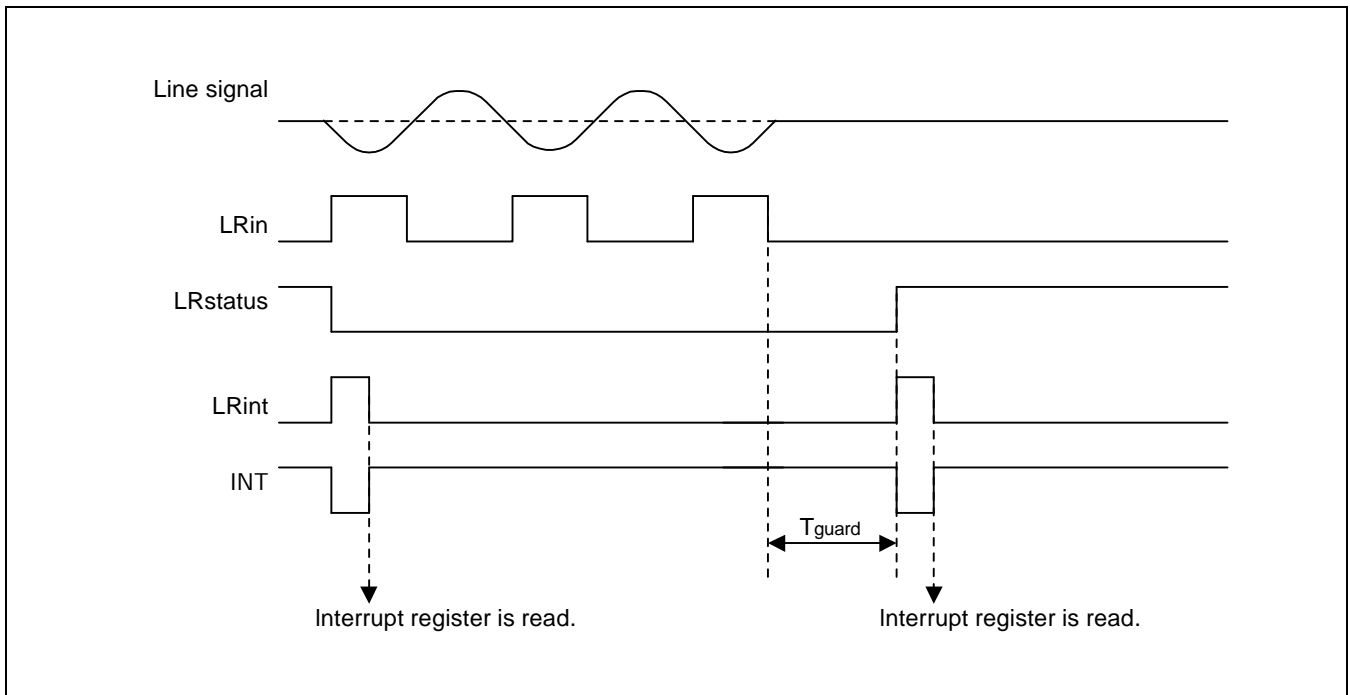 Line signal
LRin
LRstatus
LRint
INT
Tguard
Interrupt register is read.
Interrupt register is read.